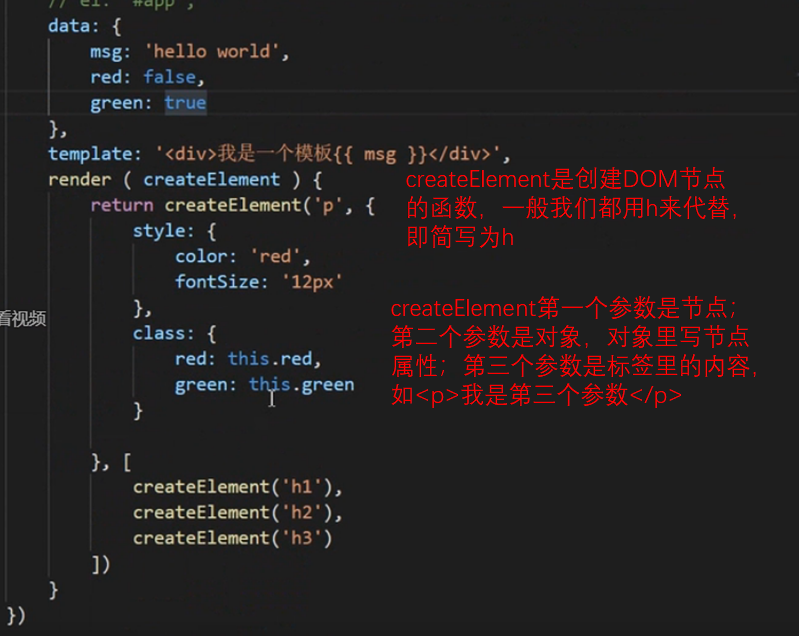 // el: '#app',
data: {
msg: 'hello world',
red: false,
green: true
},
template: '<div>我是一个模板{{ msg }}</div>',
render ( createElement ) {
return createElement('p', {
style: {
color: 'red',
fontSize: '12px'
},
class: {
red: this.red,
green: this.green
}
}, [
createElement('h1'),
createElement('h2'),
createElement('h3')
])
}
})
createElement是创建DOM节点
的函数，一般我们都用h来代替，
即简写为h
createElement第一个参数是节点；
第二个参数是对象，对象里写节点
属性；第三个参数是标签里的内容，
如<p>我是第三个参数</p>
看视频